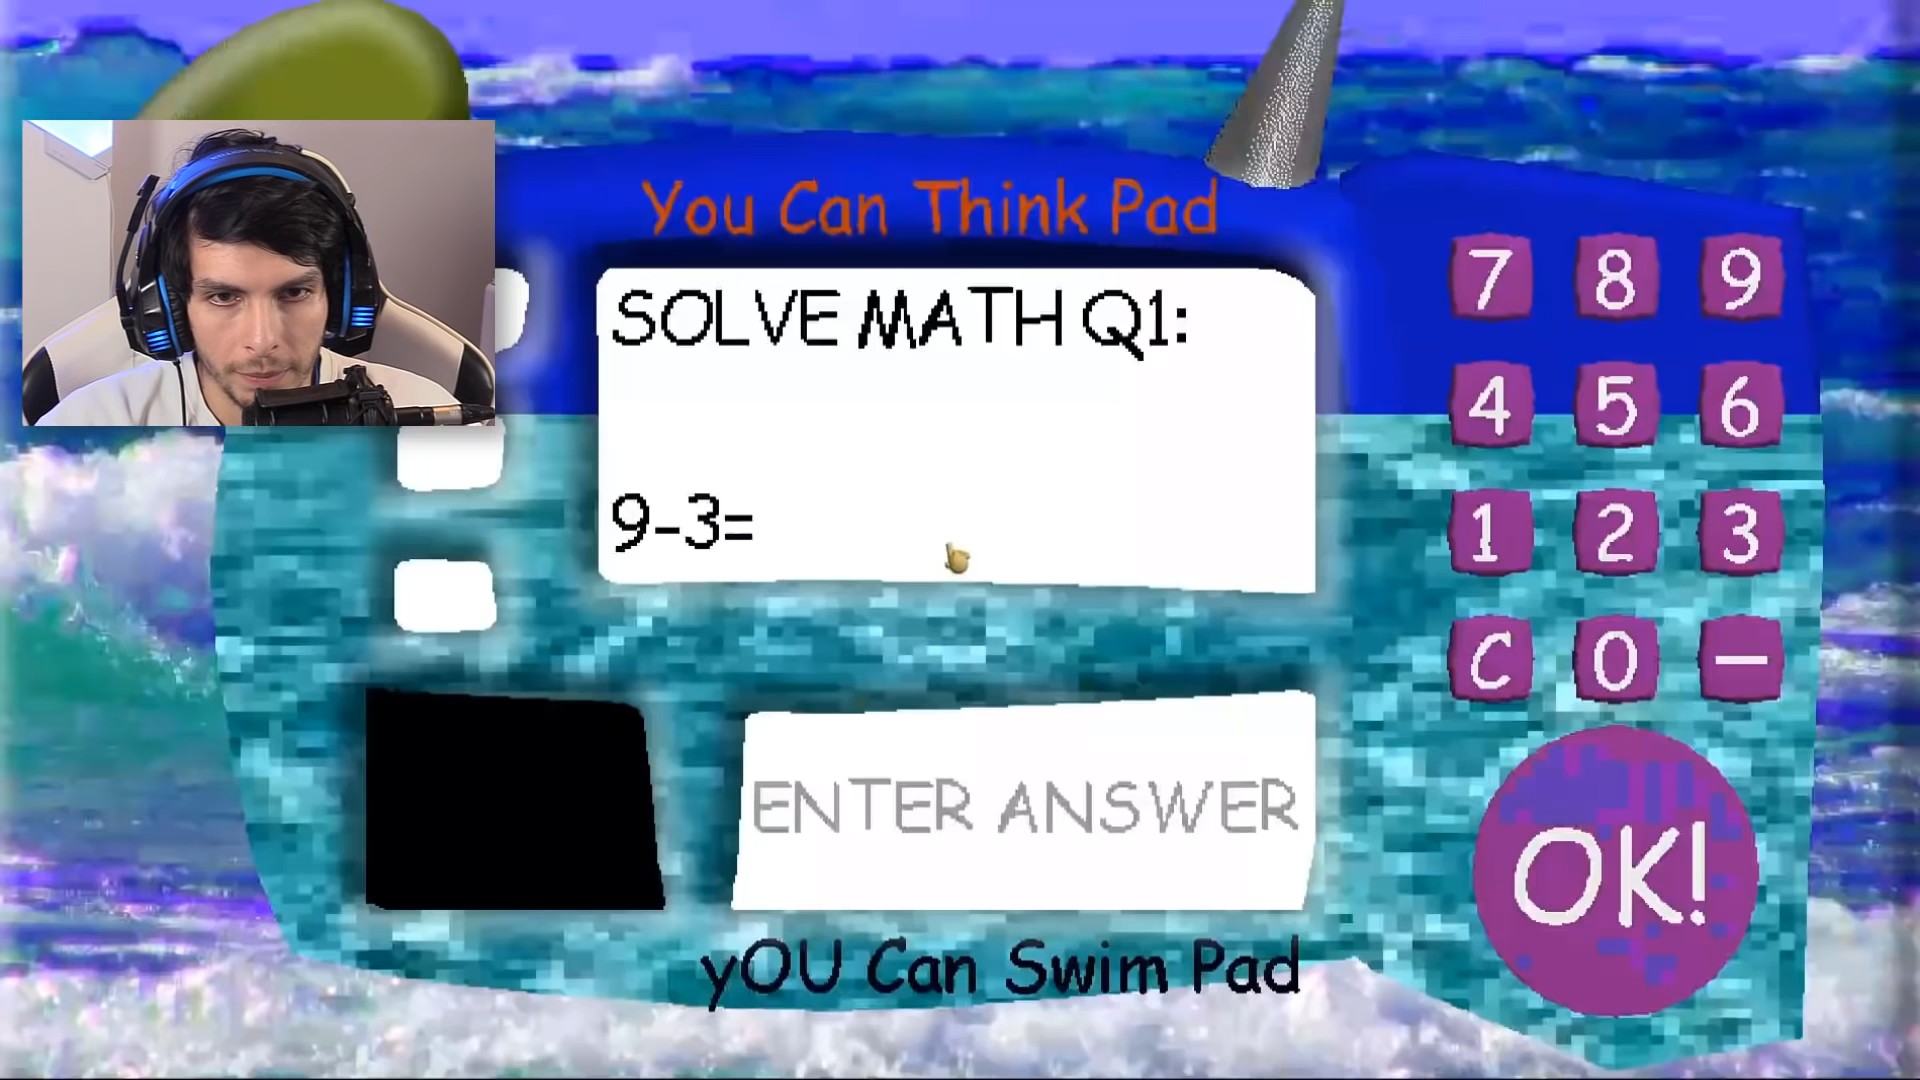 You Can Think Pad
SOLVE MATH Q1:
9-3=
7 8 9
4 5 6
1 2 3
C 0 —
ENTER ANSWER
OK!
yOU Can Swim Pad